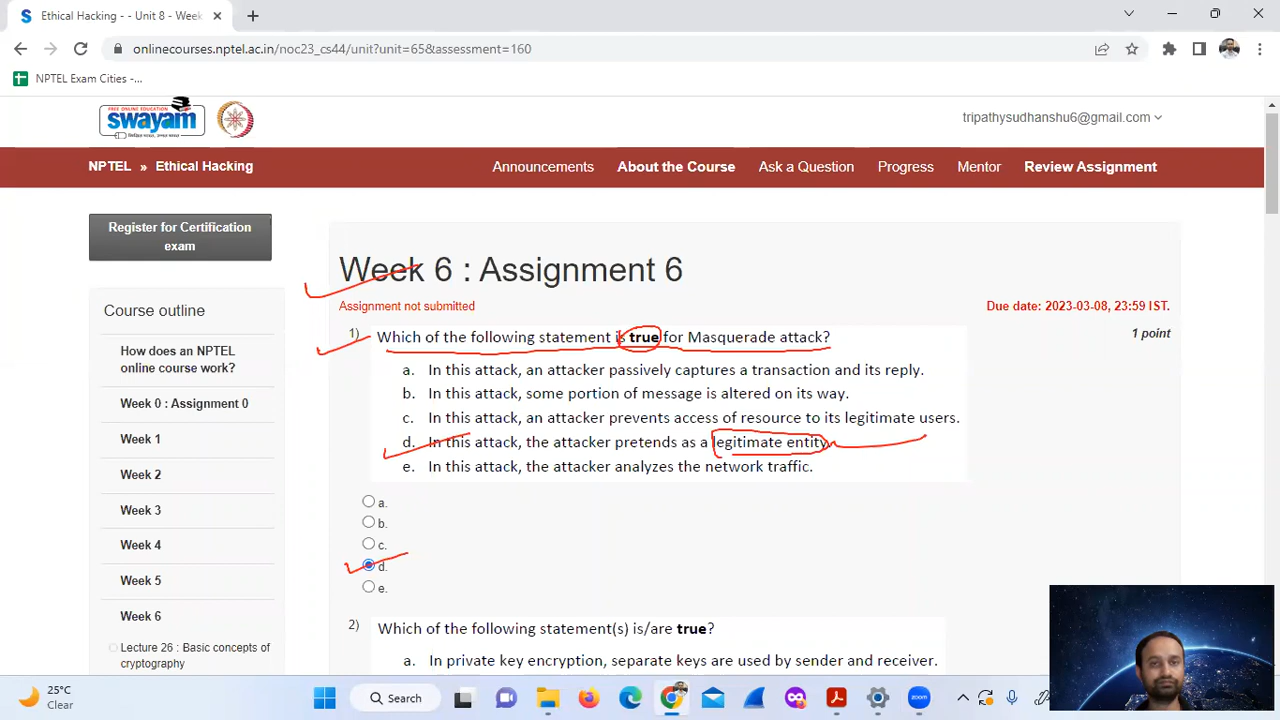 Ethical Hacking - - Unit 8 - Week
onlinecourses.nptel.ac.in/noc23_cs44/unit?unit=65&assessment=160
NPTEL Exam Cities -...
FREE ONLINE EDUCATION
swayam
tripathysudhanshu6@gmail.com
NPTEL » Ethical Hacking
Announcements About the Course Ask a Question Progress Mentor Review Assignment
Register for Certification
exam
Course outline
How does an NPTEL
online course work?
Week 0 : Assignment 0
Week 1
Week 2
Week 3
Week 4
Week 5
Week 6
Lecture 26 : Basic concepts of
cryptography
Week 6 : Assignment 6
Assignment not submitted
Due date: 2023-03-08, 23:59 IST.
1) Which of the following statement is true for Masquerade attack?
1 point
a. In this attack, an attacker passively captures a transaction and its reply.
b. In this attack, some portion of message is altered on its way.
c. In this attack, an attacker prevents access of resource to its legitimate users.
d. In this attack, the attacker pretends as a legitimate entity.
e. In this attack, the attacker analyzes the network traffic.
a.
b.
c.
d.
e.
2) Which of the following statement(s) is/are true?
a. In private key encryption, separate keys are used by sender and receiver.
25°C
Clear
Search
zoom